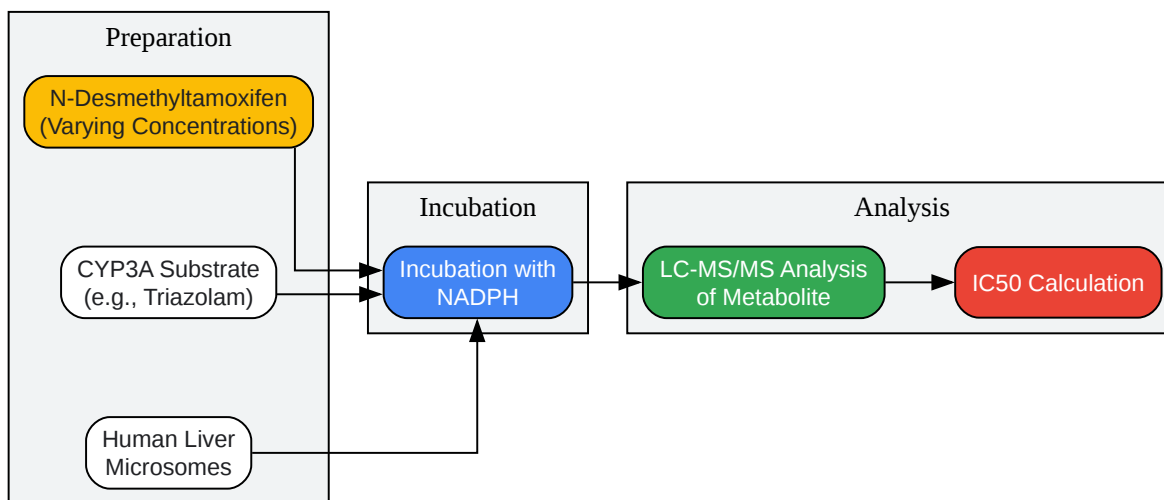 Preparation
N-Desmethyltamoxifen
(Varying Concentrations)
CYP3A Substrate
(e.g., Triazolam)
Human Liver
Microsomes
Incubation
Incubation with
NADPH
Analysis
LC-MS/MS Analysis
of Metabolite
IC50 Calculation